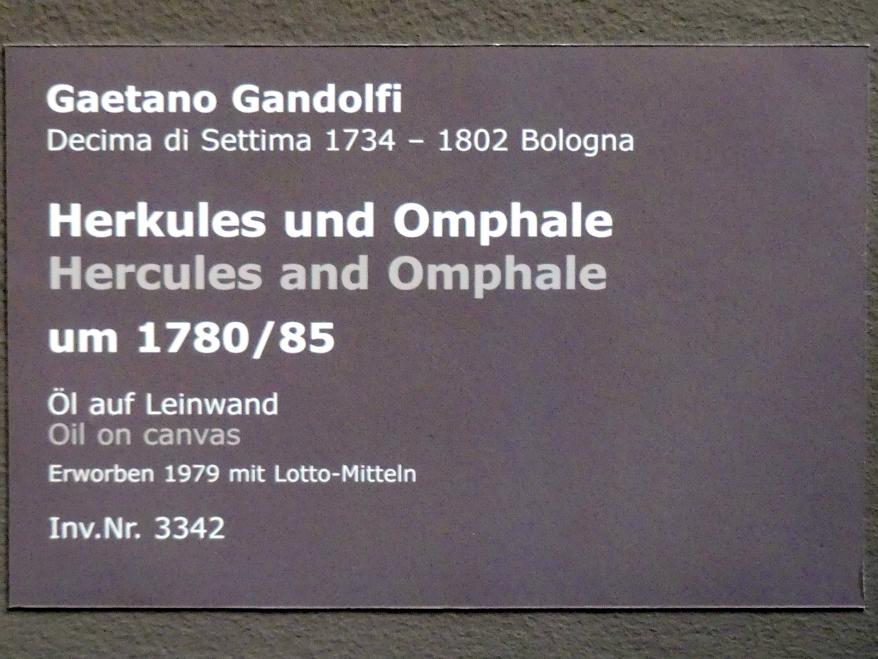 Gaetano Gandolfi
Decima di Settima 1734 – 1802 Bologna
Herkules und Omphale
Hercules and Omphale
um 1780/85
Öl auf Leinwand
Oil on canvas
Erworben 1979 mit Lotto-Mitteln
Inv.Nr. 3342